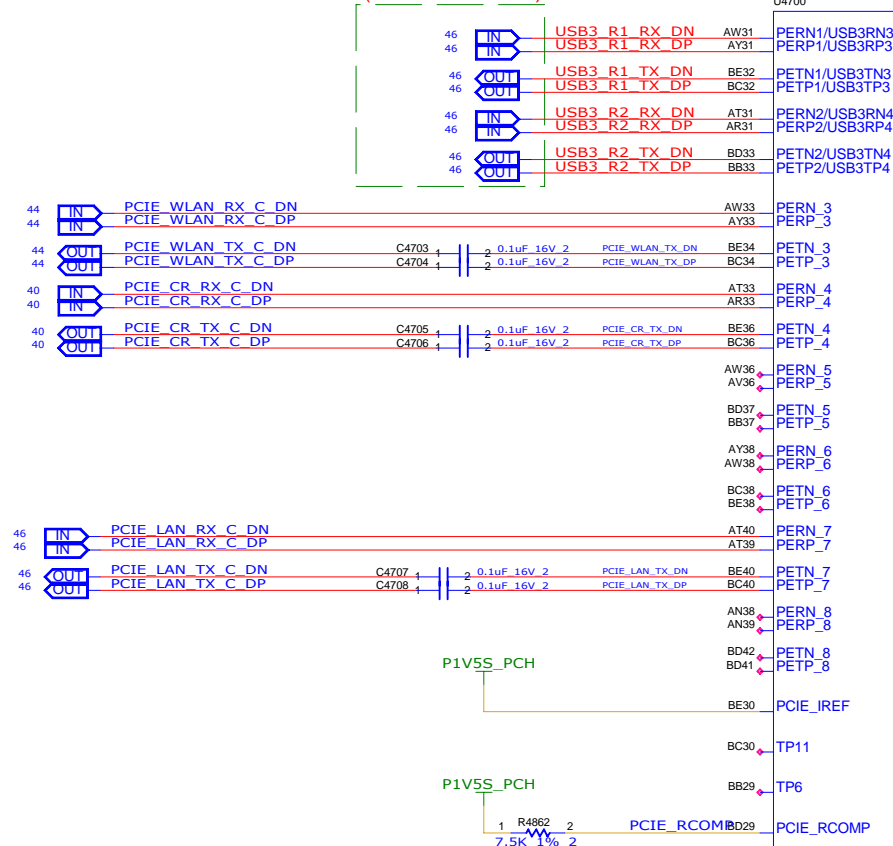 U4700
46 IN USB3_R1_RX_DN AW31 PERN1/USB3RN3
46 IN USB3_R1_RX_DP AY31 PERP1/USB3RP3
46 OUT USB3_R1_TX_DN BE32 PETN1/USB3TN3
46 OUT USB3_R1_TX_DP BC32 PETP1/USB3TP3
46 IN USB3_R2_RX_DN AT31 PERN2/USB3RN4
46 IN USB3_R2_RX_DP AR31 PERP2/USB3RP4
46 OUT USB3_R2_TX_DN BD33 PETN2/USB3TN4
46 OUT USB3_R2_TX_DP BB33 PETP2/USB3TP4
44 IN PCIE_WLAN_RX_C_DN AW33 PERN_3
44 IN PCIE_WLAN_RX_C_DP AY33 PERP_3
44 OUT PCIE_WLAN_TX_C_DN C4703 1 2 0.1uF_16V_2 PCIE_WLAN_TX_DN BE34 PETN_3
44 OUT PCIE_WLAN_TX_C_DP C4704 1 2 0.1uF_16V_2 PCIE_WLAN_TX_DP BC34 PETP_3
40 IN PCIE_CR_RX_C_DN AT33 PERN_4
40 IN PCIE_CR_RX_C_DP AR33 PERP_4
40 OUT PCIE_CR_TX_C_DN C4705 1 2 0.1uF_16V_2 PCIE_CR_TX_DN BE36 PETN_4
40 OUT PCIE_CR_TX_C_DP C4706 1 2 0.1uF_16V_2 PCIE_CR_TX_DP BC36 PETP_4
AW36 PERN_5
AV36 PERP_5
BD37 PETN_5
BB37 PETP_5
AY38 PERN_6
AW38 PERP_6
BC38 PETN_6
BE38 PETP_6
46 IN PCIE_LAN_RX_C_DN AT40 PERN_7
46 IN PCIE_LAN_RX_C_DP AT39 PERP_7
46 OUT PCIE_LAN_TX_C_DN C4707 1 2 0.1uF_16V_2 PCIE_LAN_TX_DN BE40 PETN_7
46 OUT PCIE_LAN_TX_C_DP C4708 1 2 0.1uF_16V_2 PCIE_LAN_TX_DP BC40 PETP_7
AN38 PERN_8
AN39 PERP_8
BD42 PETN_8
BD41 PETP_8
P1V5S_PCH
BE30 PCIE_IREF
BC30 TP11
P1V5S_PCH
BB29 TP6
1 R4862 2 PCIE_RCOMP BD29 PCIE_RCOMP
7.5K_1%_2